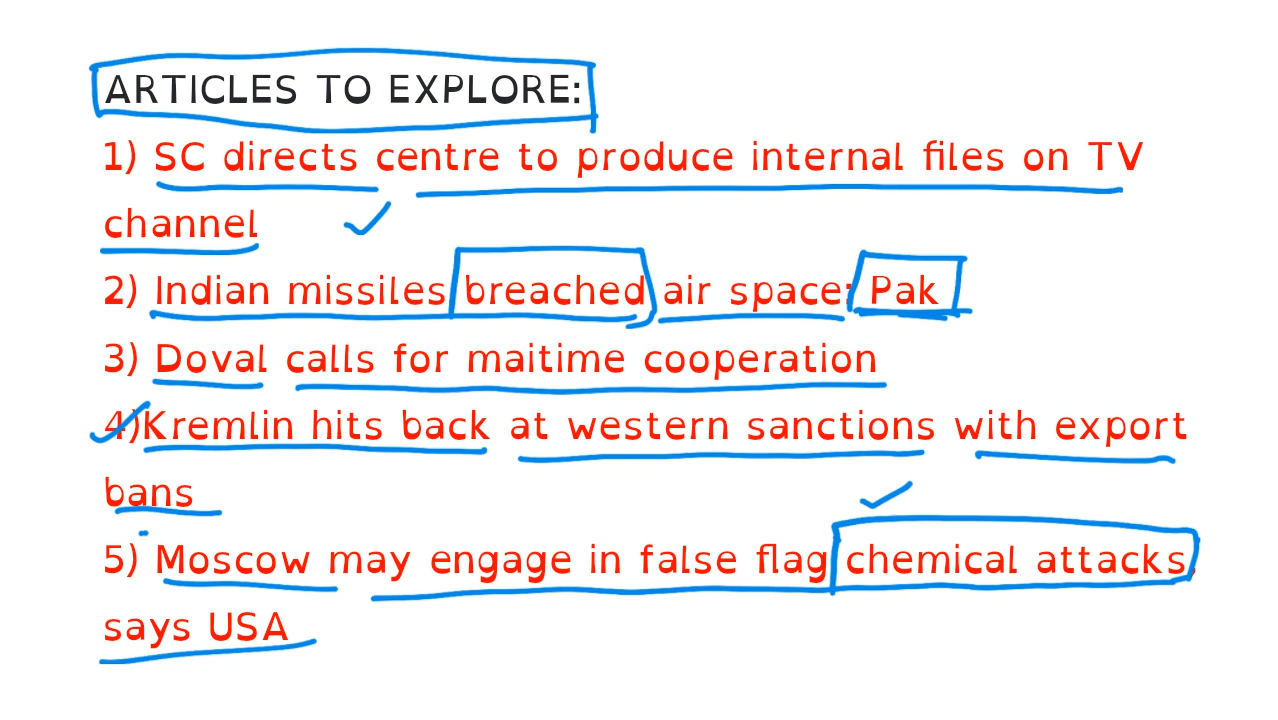 ARTICLES TO EXPLORE:
1) SC directs centre to produce internal files on TV
channel
2) Indian missiles breached air space: Pak
3) Doval calls for maitime cooperation
4)Kremlin hits back at western sanctions with export
bans
5) Moscow may engage in false flag chemical attacks,
says USA